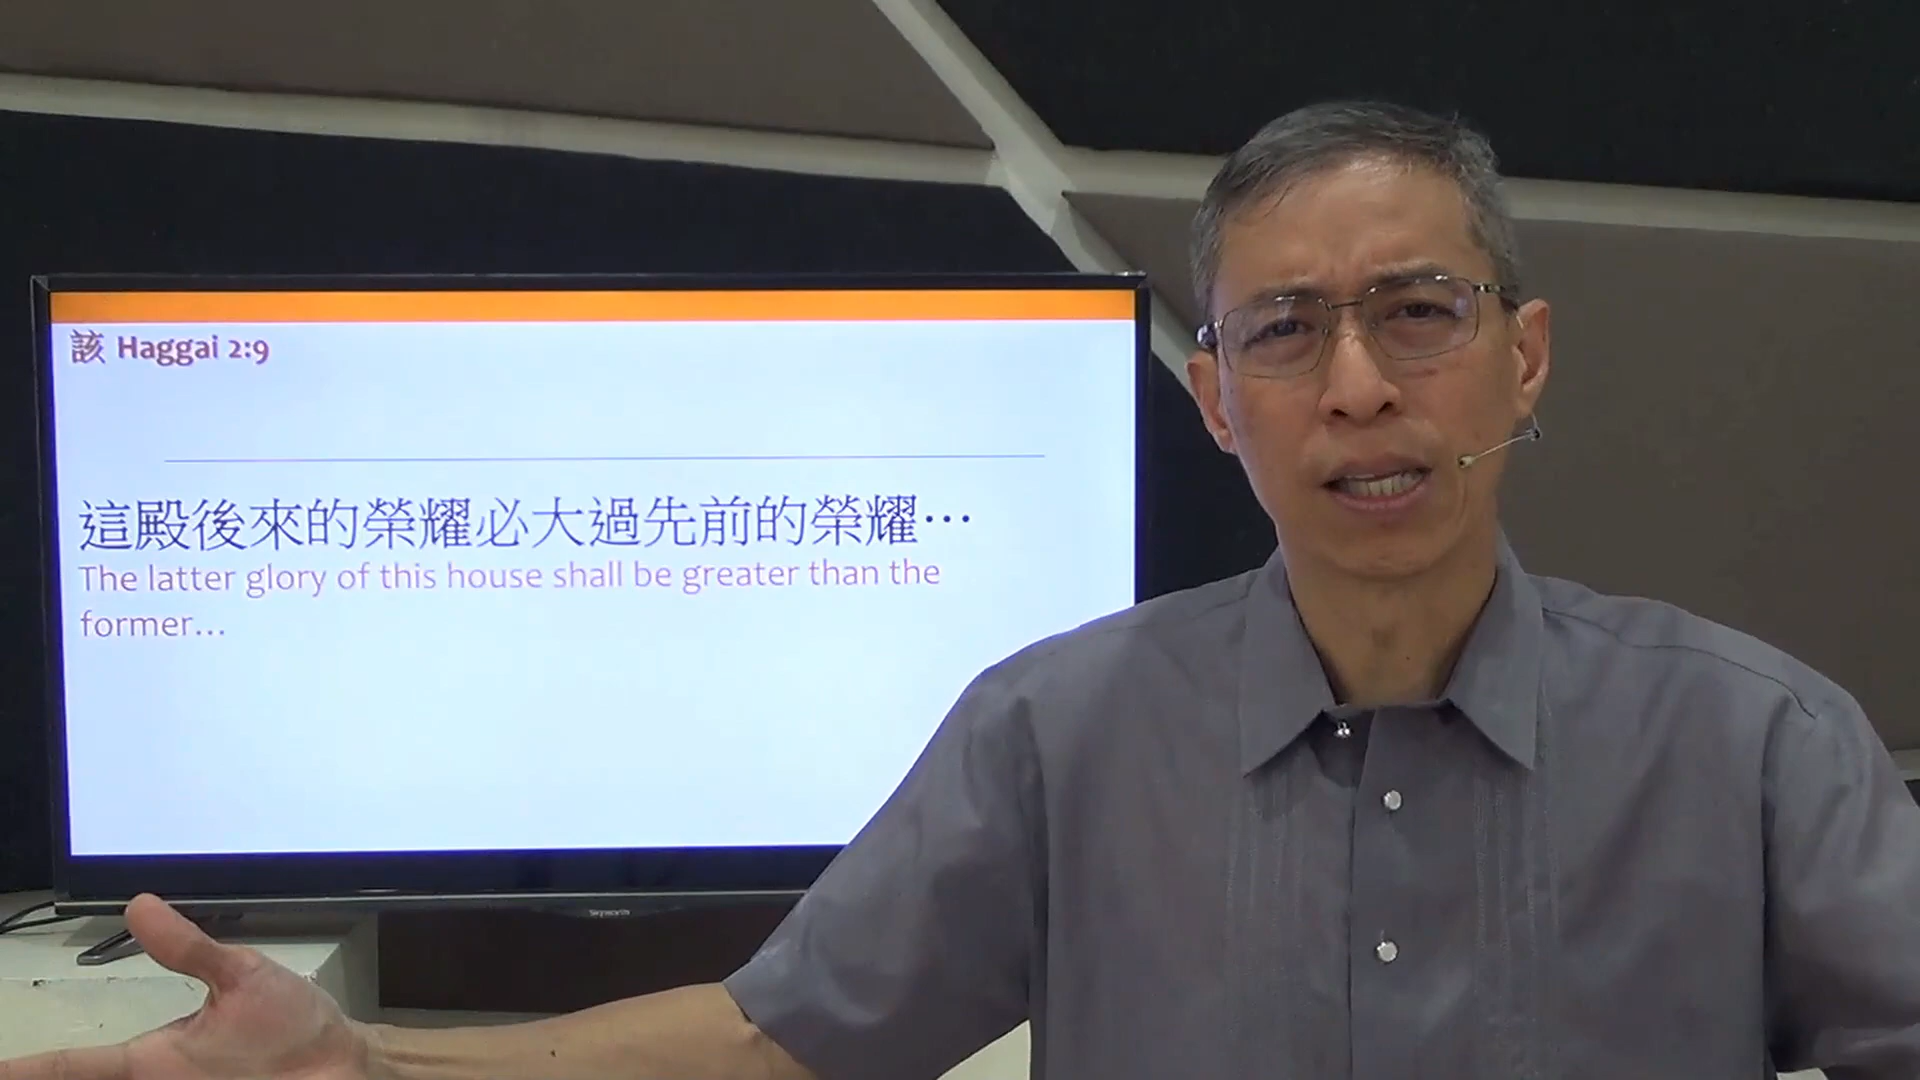 該 Haggai 2:9
這殿後來的榮耀必大過先前的榮耀…
The latter glory of this house shall be greater than the
former…
Skyworth